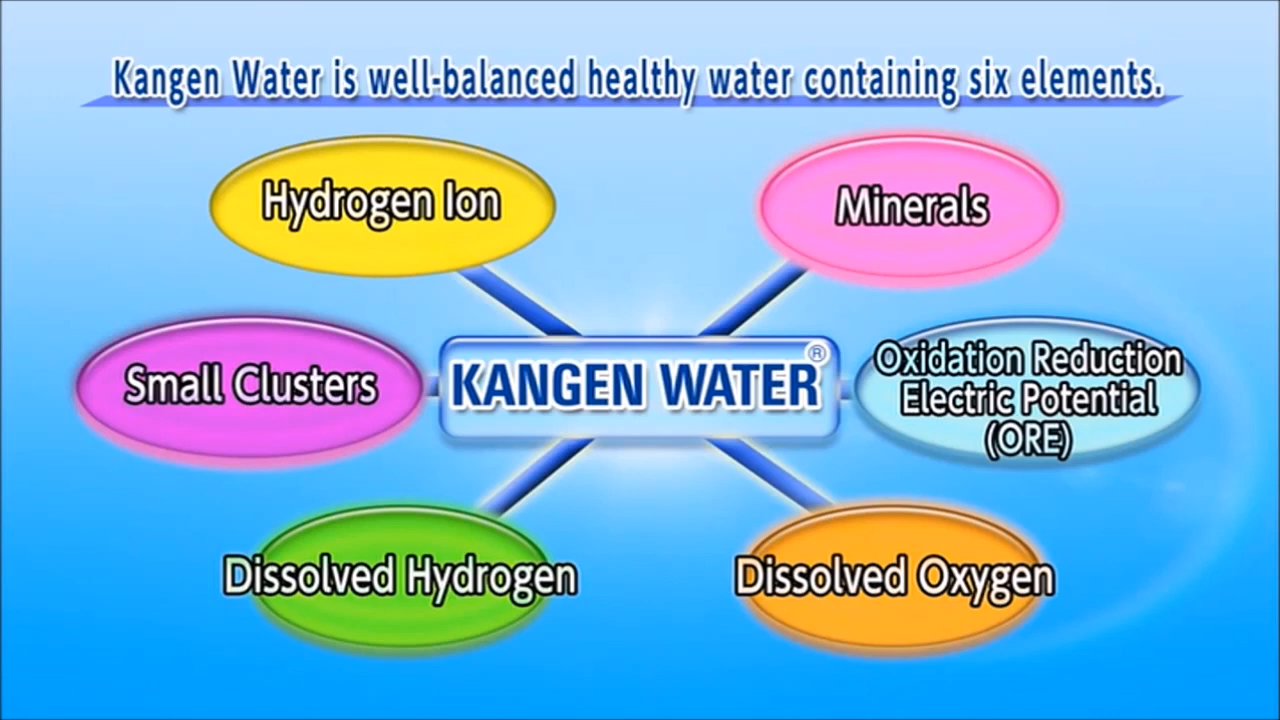 Kangen Water is well-balanced healthy water containing six elements.
Hydrogen Ion
Minerals
Small Clusters
KANGEN WATER®
Oxidation Reduction
Electric Potential
(ORE)
Dissolved Hydrogen
Dissolved Oxygen